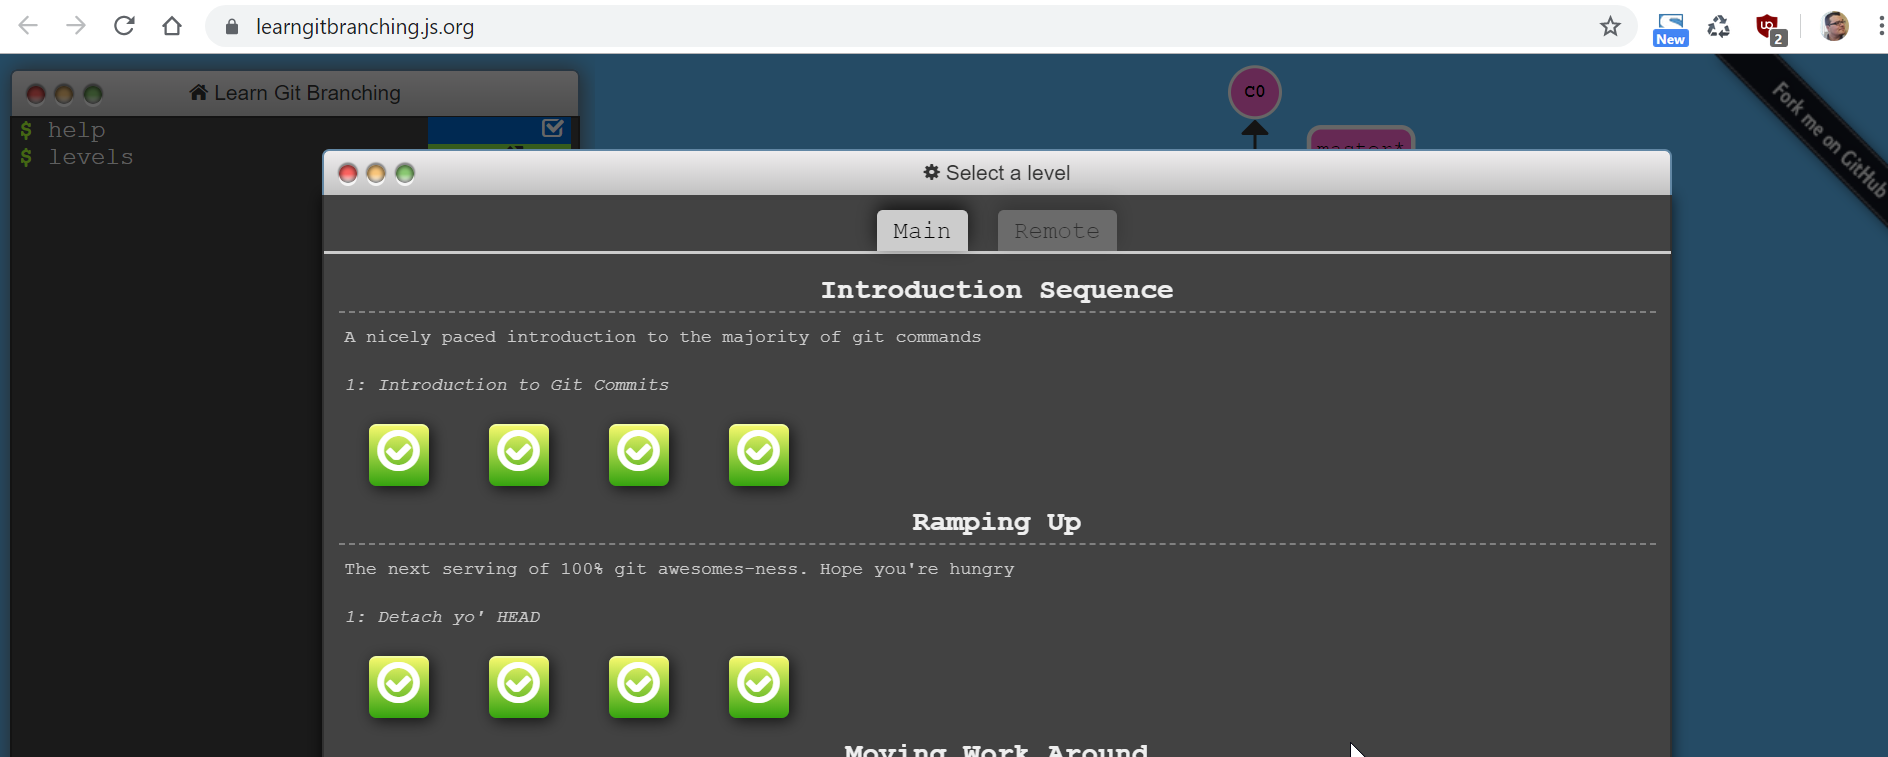 learngitbranching.js.org
New
2
Learn Git Branching
$ help
$ levels
C0
master*
Fork me on GitHub
Select a level
Main
Remote
Introduction Sequence
A nicely paced introduction to the majority of git commands
1: Introduction to Git Commits
Ramping Up
The next serving of 100% git awesomes-ness. Hope you're hungry
1: Detach yo' HEAD
Moving Work Around